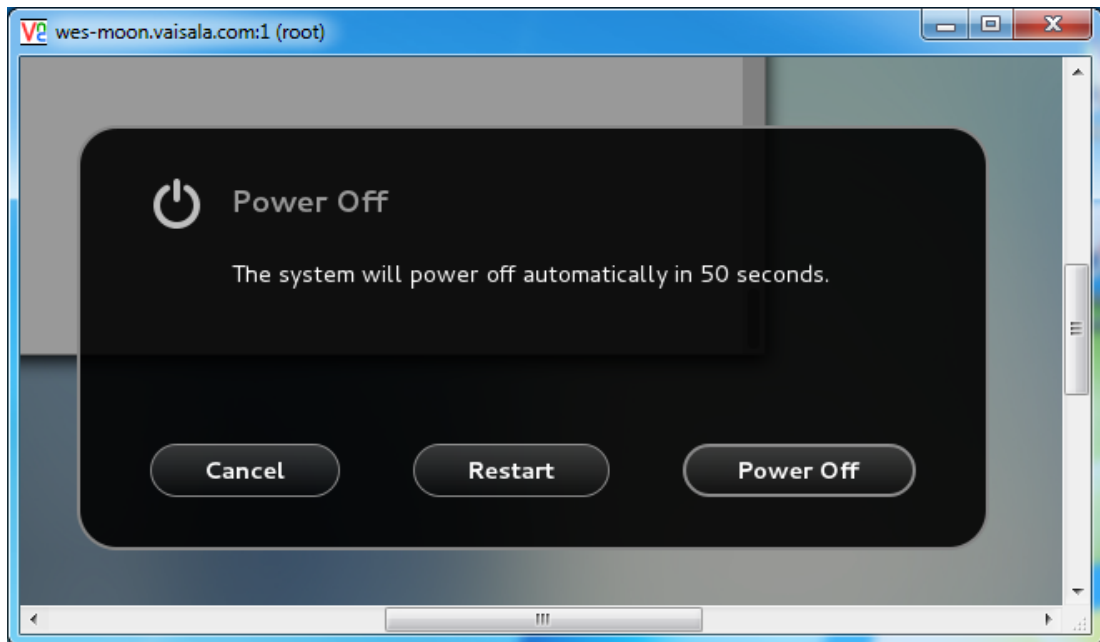 wes-moon.vaisala.com:1 (root)
Power Off
The system will power off automatically in 50 seconds.
Cancel
Restart
Power Off